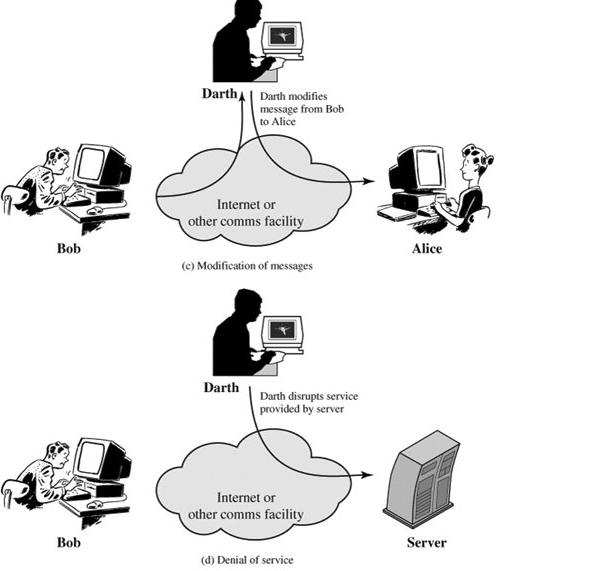 Darth
Darth modifies
message from Bob
to Alice
Internet or
other comms facility
Bob
Alice
(c) Modification of messages
Darth
Darth disrupts service
provided by server
Internet or
other comms facility
Bob
Server
(d) Denial of service